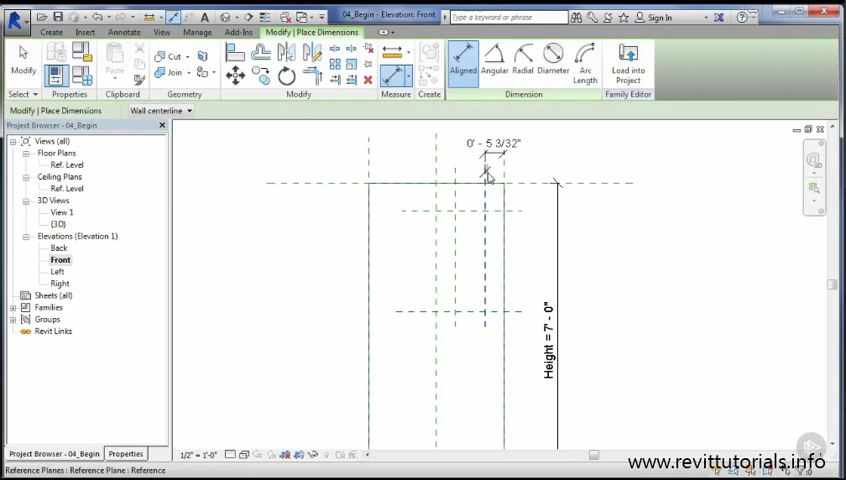 04_Begin - Elevation: Front
Type a keyword or phrase
Sign In
Create
Insert
Annotate
View
Manage
Add-Ins
Modify | Place Dimensions
Modify
Paste
Cut
Join
Aligned
Angular
Radial
Diameter
Arc
Length
Load into
Project
Select
Properties
Clipboard
Geometry
Modify
Measure
Create
Dimension
Family Editor
Modify | Place Dimensions
Wall centerline
Project Browser - 04_Begin
Views (all)
Floor Plans
Ref. Level
Ceiling Plans
Ref. Level
3D Views
View 1
{3D}
Elevations (Elevation 1)
Back
Front
Left
Right
Sheets (all)
Families
Groups
Revit Links
0' - 5 3/32"
Height = 7' - 0"
Project Browser - 04_Begin
Properties
1/2" = 1'-0"
Reference Planes : Reference Plane : Reference
:0
www.revittutorials.info